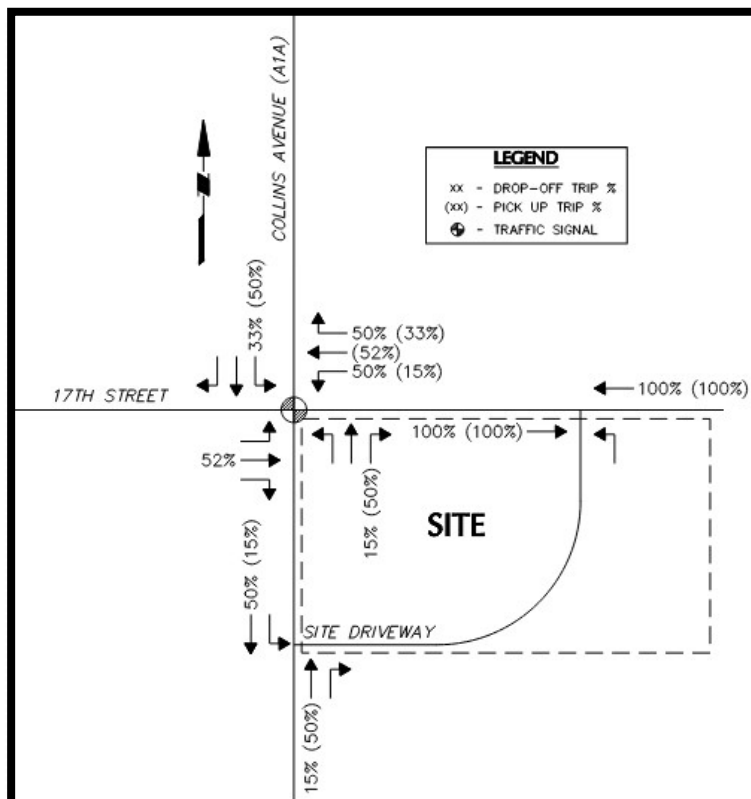 COLLINS AVENUE (A1A)
LEGEND
xx - DROP-OFF TRIP %
(xx) - PICK UP TRIP %
- TRAFFIC SIGNAL
N
33% (50%)
50% (33%)
(52%)
50% (15%)
17TH STREET
100% (100%)
52%
15% (50%)
100% (100%)
SITE
50% (15%)
SITE DRIVEWAY
15% (50%)